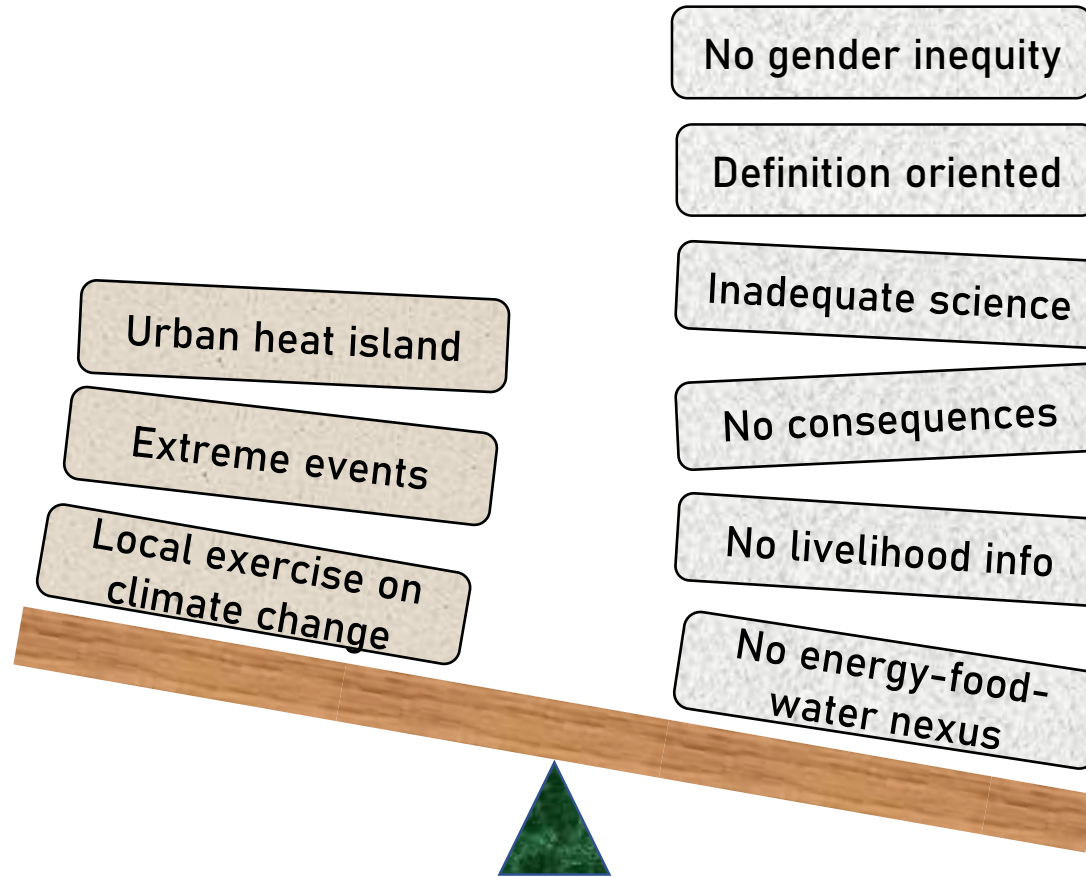 No gender inequity
Definition oriented
Inadequate science
No consequences
No livelihood info
No energy-food-
water nexus
Urban heat island
Extreme events
Local exercise on
climate change